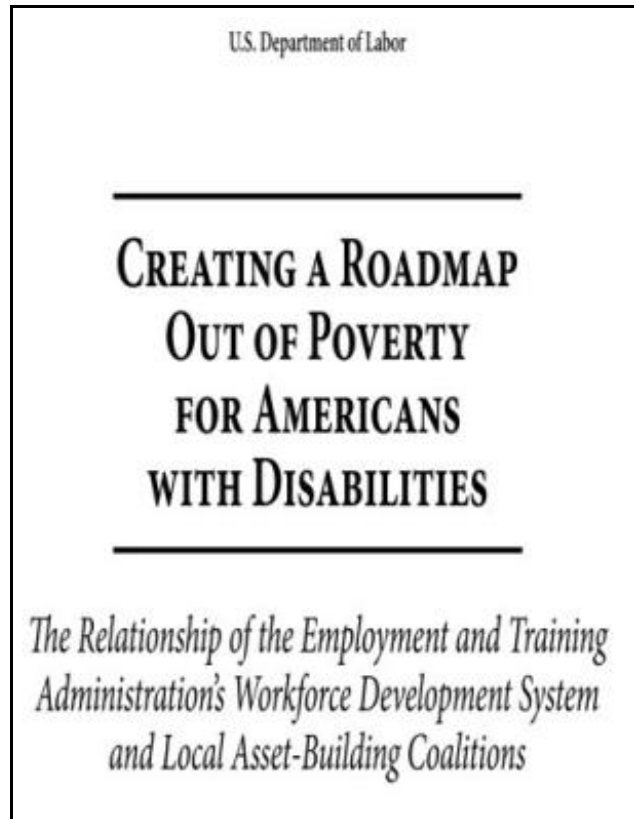 U.S. Department of Labor
Creating a Roadmap
Out of Poverty
for Americans
with Disabilities
The Relationship of the Employment and Training
Administration's Workforce Development System
and Local Asset-Building Coalitions